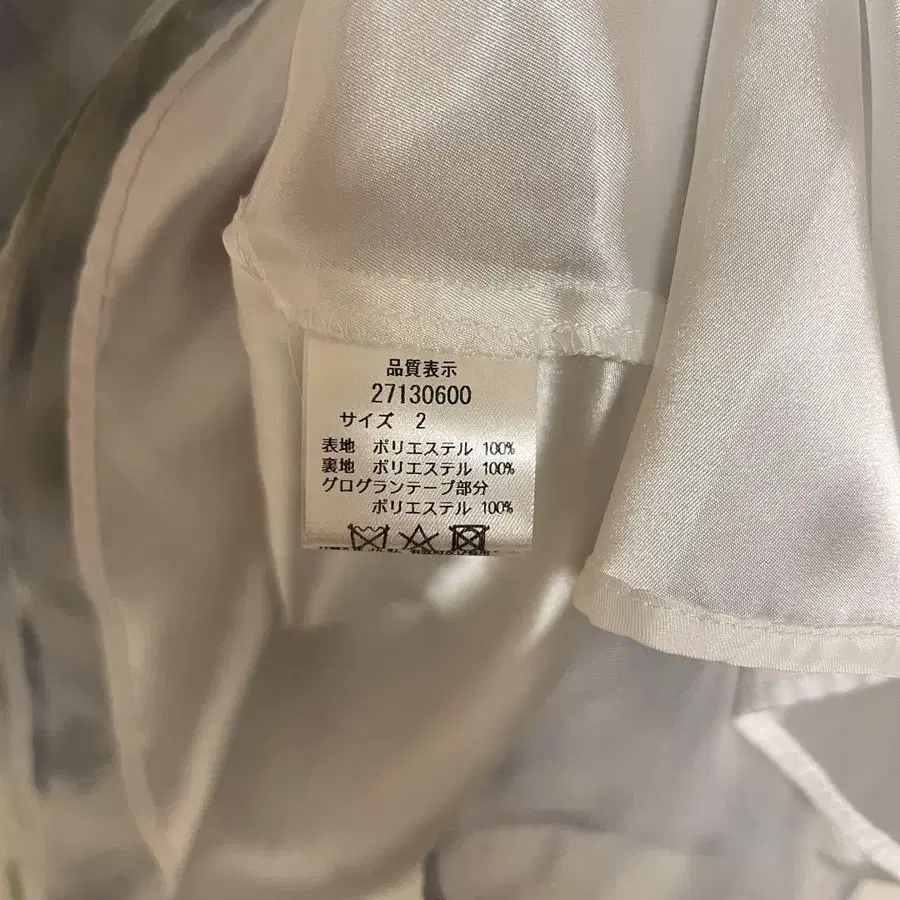 品質表示
27130600
サイズ 2
表地 ポリエステル 100%
裏地 ポリエステル 100%
グログランテープ部分
ポリエステル 100%